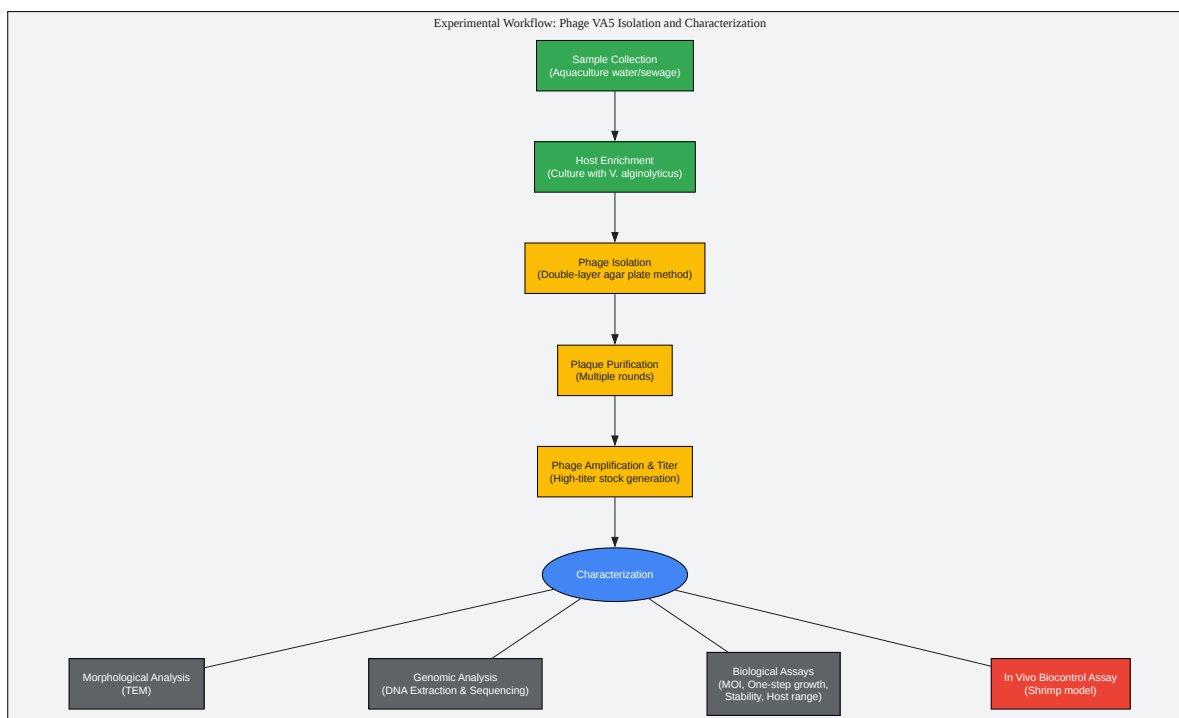 Experimental Workflow: Phage VA5 Isolation and Characterization
Sample Collection
(Aquaculture water/sewage)
Host Enrichment
(Culture with V. alginolyticus)
Phage Isolation
(Double-layer agar plate method)
Plaque Purification
(Multiple rounds)
Phage Amplification & Titer
(High-titer stock generation)
Characterization
Morphological Analysis
(TEM)
Genomic Analysis
(DNA Extraction & Sequencing)
Biological Assays
(MOI, One-step growth,
Stability, Host range)
In Vivo Biocontrol Assay
(Shrimp model)